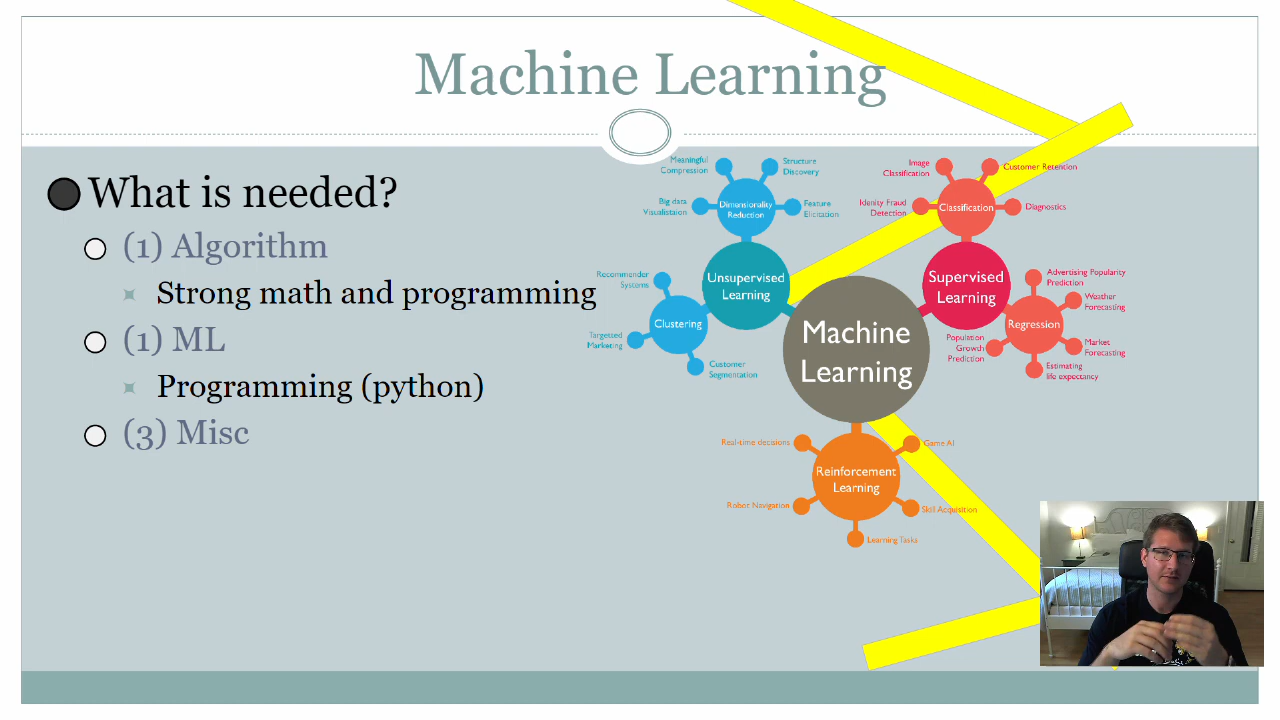 Machine Learning
What is needed?
(1) Algorithm
Strong math and programming
(1) ML
Programming (python)
(3) Misc
Meaningful
Compression
Structure
Discovery
Big data
Visualistaion
Dimensionality
Reduction
Feature
Elicitation
Recommender
Systems
Unsupervised
Learning
Clustering
Targetted
Marketing
Customer
Segmentation
Machine
Learning
Image
Classification
Customer Retention
Idenity Fraud
Detection
Classification
Diagnostics
Supervised
Learning
Advertising Popularity
Prediction
Weather
Forecasting
Regression
Population
Growth
Prediction
Market
Forecasting
Estimating
life expectancy
Real-time decisions
Game AI
Reinforcement
Learning
Robot Navigation
Skill Acquisition
Learning Tasks